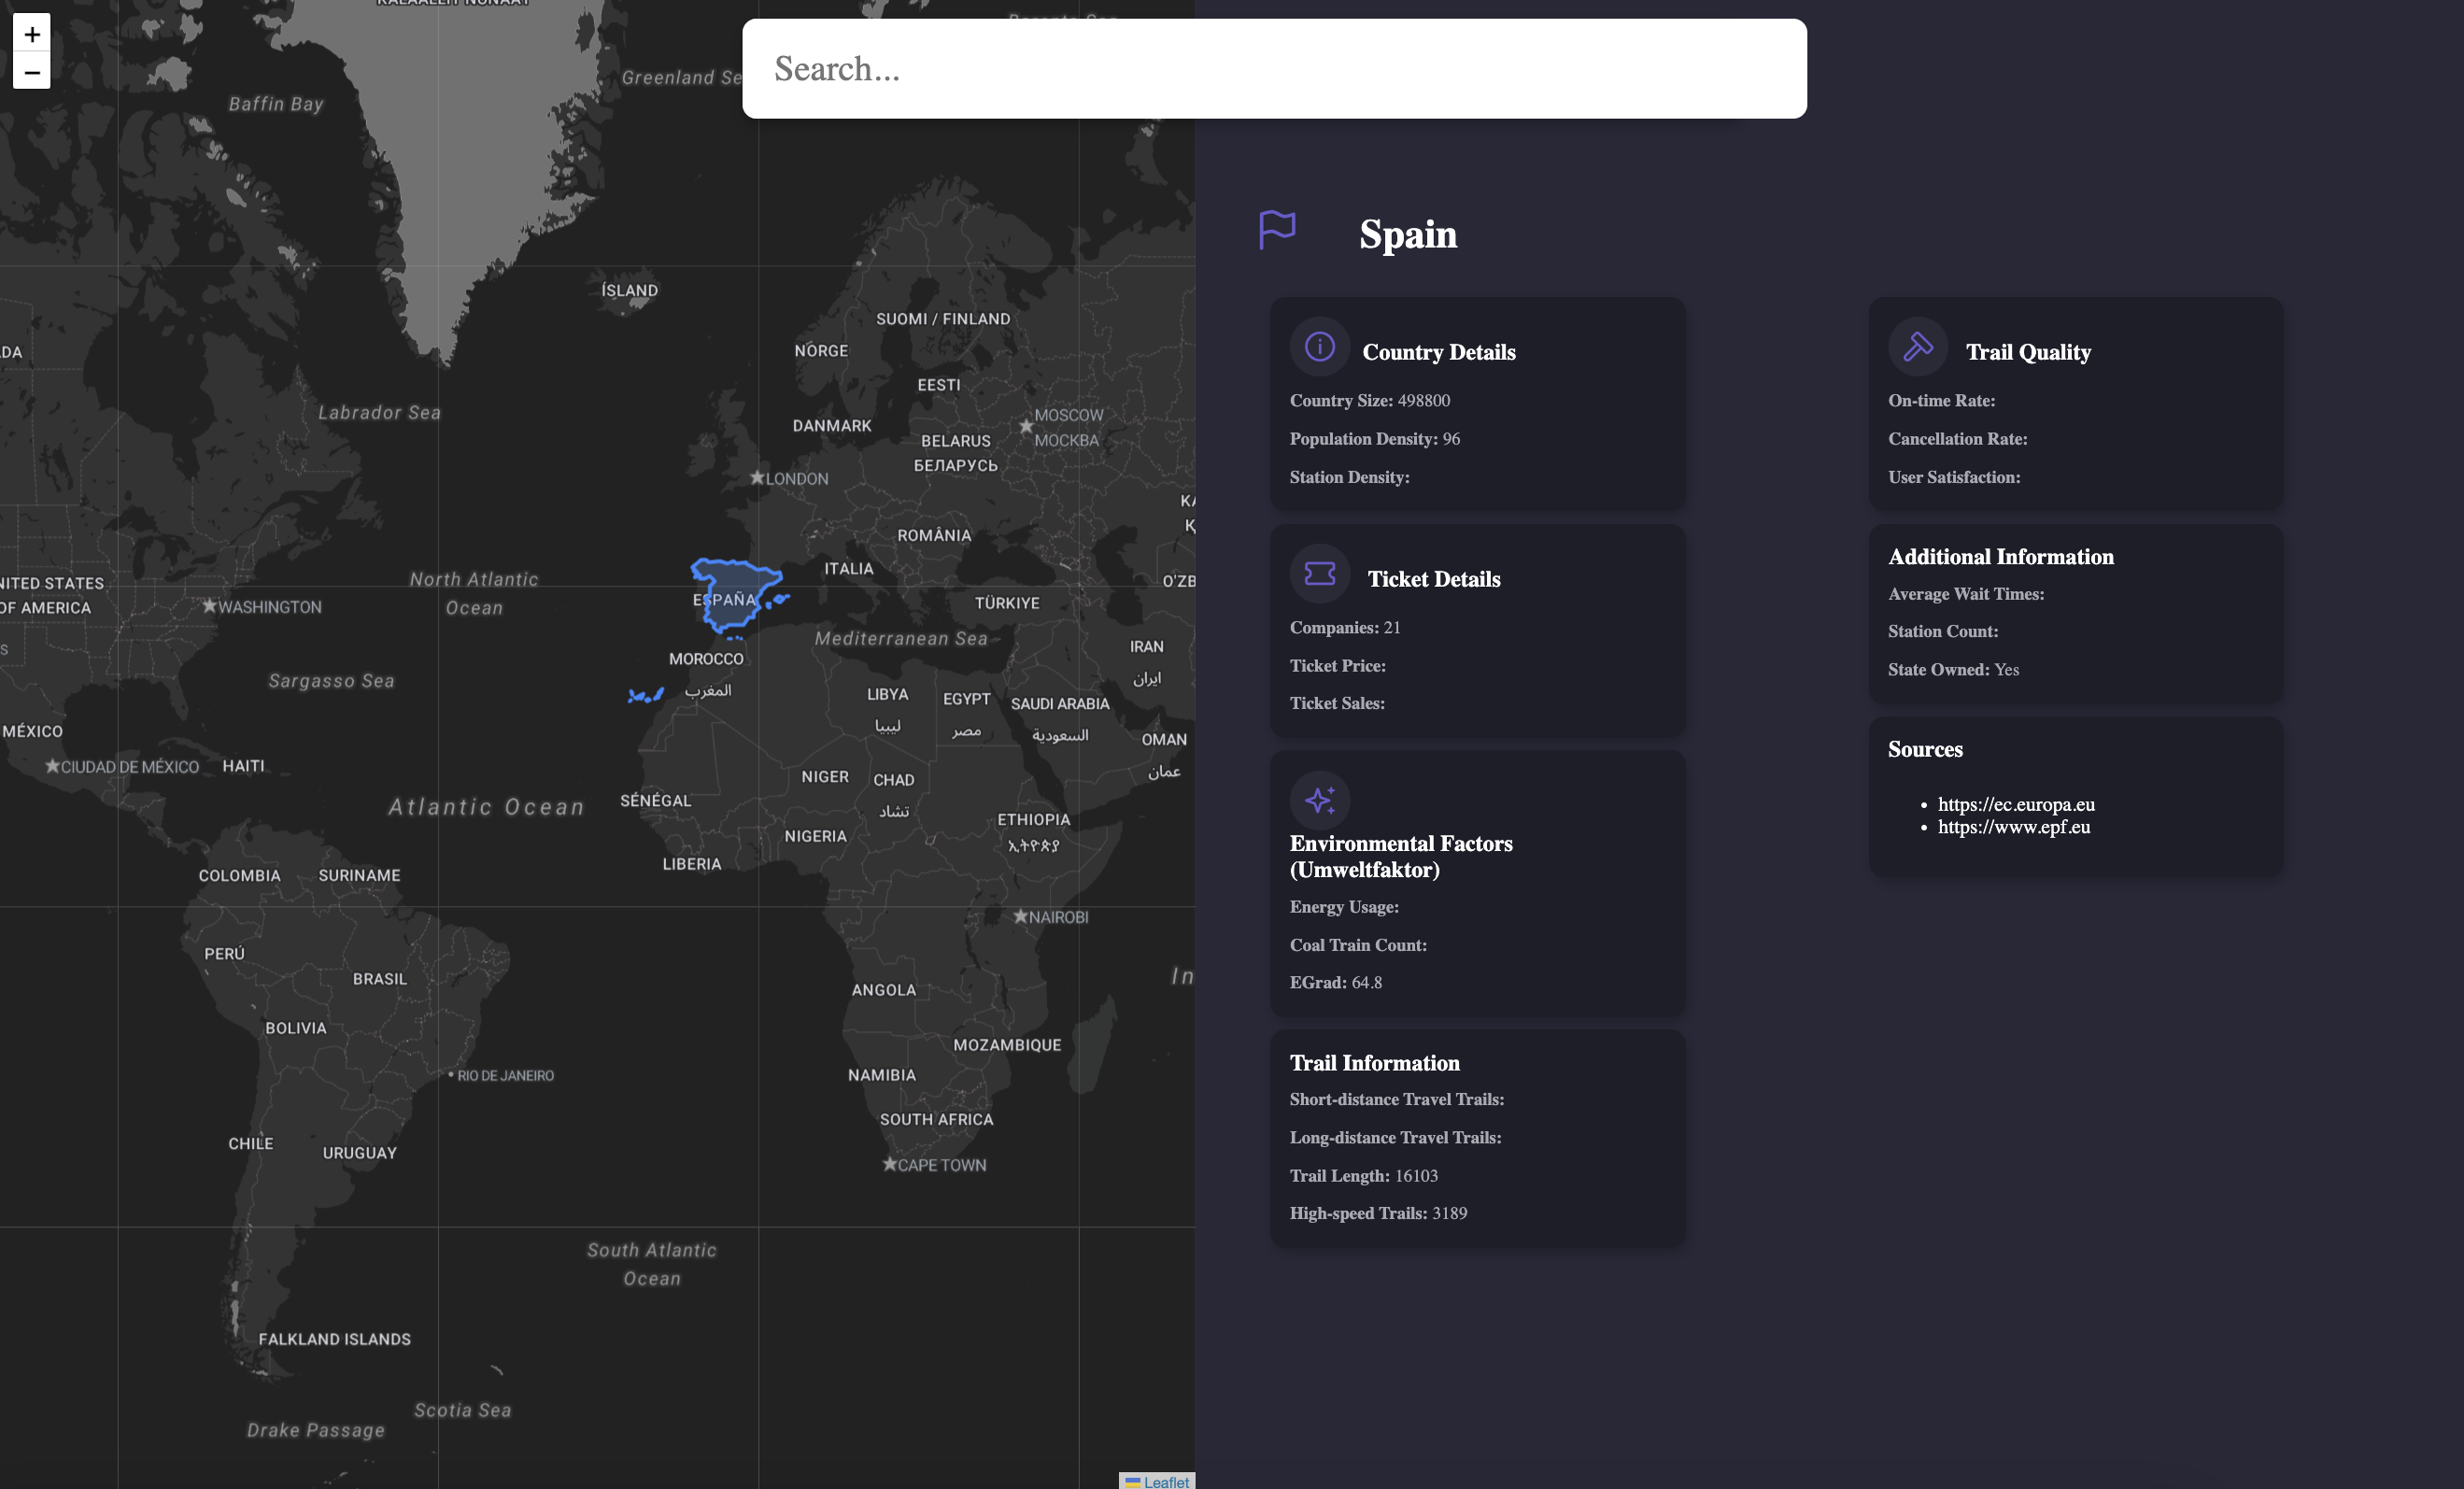 +
−
Search...
Baffin Bay
Labrador Sea
ÍSLAND
SUOMI / FINLAND
NORGE
EESTI
DANMARK
MOSCOW
МОСКВА
BELARUS
БЕЛАРУСЬ
LONDON
ROMÂNIA
ITALIA
NITED STATES
OF AMERICA
WASHINGTON
North Atlantic
Ocean
ESPAÑA
TÜRKIYE
O'ZB
Mediterranean Sea
MOROCCO
المغرب
IRAN
ایران
Sargasso Sea
LIBYA
ليبيا
EGYPT
مصر
SAUDI ARABIA
السعودية
OMAN
عمان
MÉXICO
CIUDAD DE MÉXICO
HAITI
NIGER
CHAD
تشاد
SÉNÉGAL
Atlantic Ocean
NIGERIA
ETHIOPIA
ኢትዮጵያ
LIBERIA
COLOMBIA
SURINAME
NAIROBI
PERÚ
BRASIL
ANGOLA
In
BOLIVIA
MOZAMBIQUE
NAMIBIA
RIO DE JANEIRO
SOUTH AFRICA
CHILE
URUGUAY
CAPE TOWN
South Atlantic
Ocean
FALKLAND ISLANDS
Scotia Sea
Drake Passage
Leaflet
Greenland Se
Spain
Country Details
Country Size: 498800
Population Density: 96
Station Density:
Ticket Details
Companies: 21
Ticket Price:
Ticket Sales:
Environmental Factors
(Umweltfaktor)
Energy Usage:
Coal Train Count:
EGrad: 64.8
Trail Information
Short-distance Travel Trails:
Long-distance Travel Trails:
Trail Length: 16103
High-speed Trails: 3189
Trail Quality
On-time Rate:
Cancellation Rate:
User Satisfaction:
Additional Information
Average Wait Times:
Station Count:
State Owned: Yes
Sources
• https://ec.europa.eu
• https://www.epf.eu